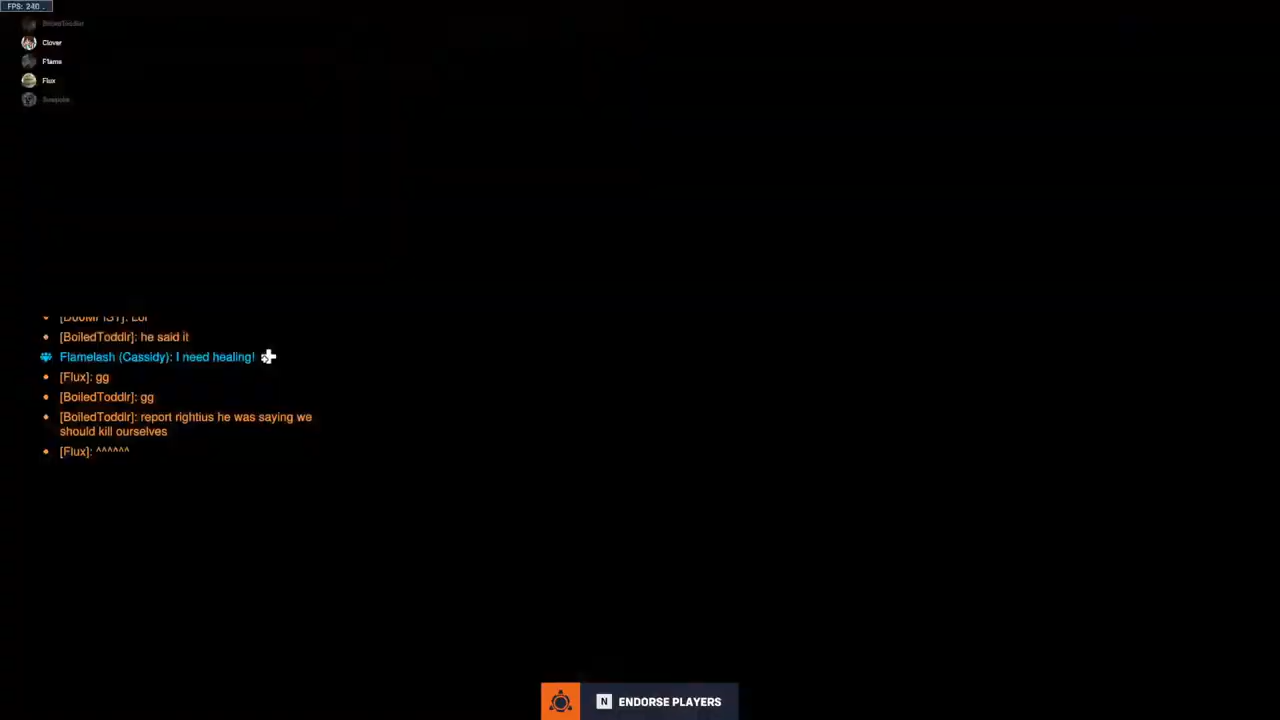 FPS: 240
Clover
Flame
Flux
[BoiledToddlr]: he said it
Flamelash (Cassidy): I need healing!
[Flux]: gg
[BoiledToddlr]: gg
[BoiledToddlr]: report rightius he was saying we
should kill ourselves
[Flux]: ^^^^^^
N ENDORSE PLAYERS